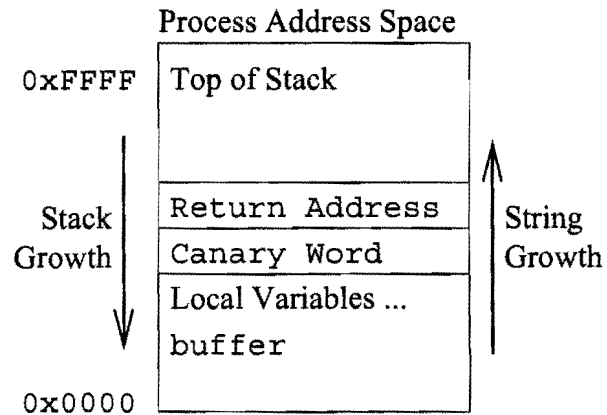 Process Address Space
0xFFFF
Top of Stack
Stack
Growth
Return Address
Canary Word
Local Variables ...
buffer
String
Growth
0x0000